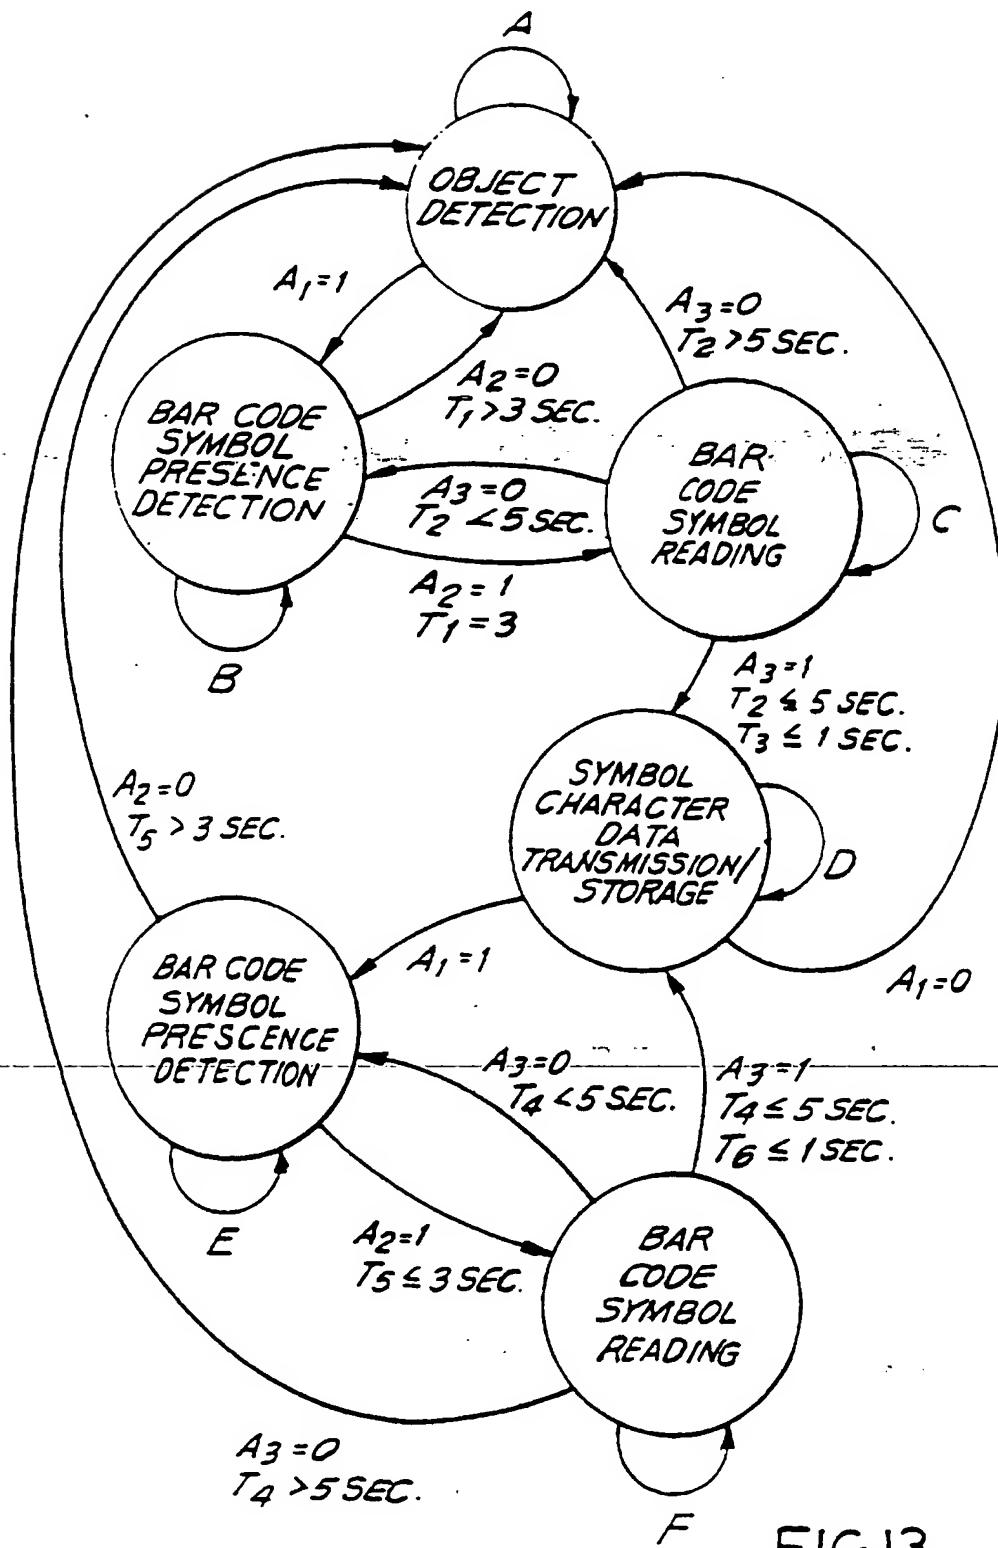 A
OBJECT
DETECTION
A₁=1
A₃=0
T₂>5 SEC.
A₂=0
T₁>3 SEC.
BAR CODE
SYMBOL
PRESENCE
DETECTION
BAR
CODE
SYMBOL
READING
A₃=0
T₂<5 SEC.
C
A₂=1
T₁=3
B
A₃=1
T₂≤5 SEC.
T₃≤1 SEC.
SYMBOL
CHARACTER
DATA
TRANSMISSION/
STORAGE
A₂=0
T₅>3 SEC.
D
BAR CODE
SYMBOL
PRESCENCE
DETECTION
A₁=1
A₁=0
A₃=0
T₄<5 SEC.
A₃=1
T₄≤5 SEC.
T₆≤1 SEC.
E
A₂=1
T₅≤3 SEC.
BAR
CODE
SYMBOL
READING
A₃=0
T₄>5 SEC.
F
FIG.13